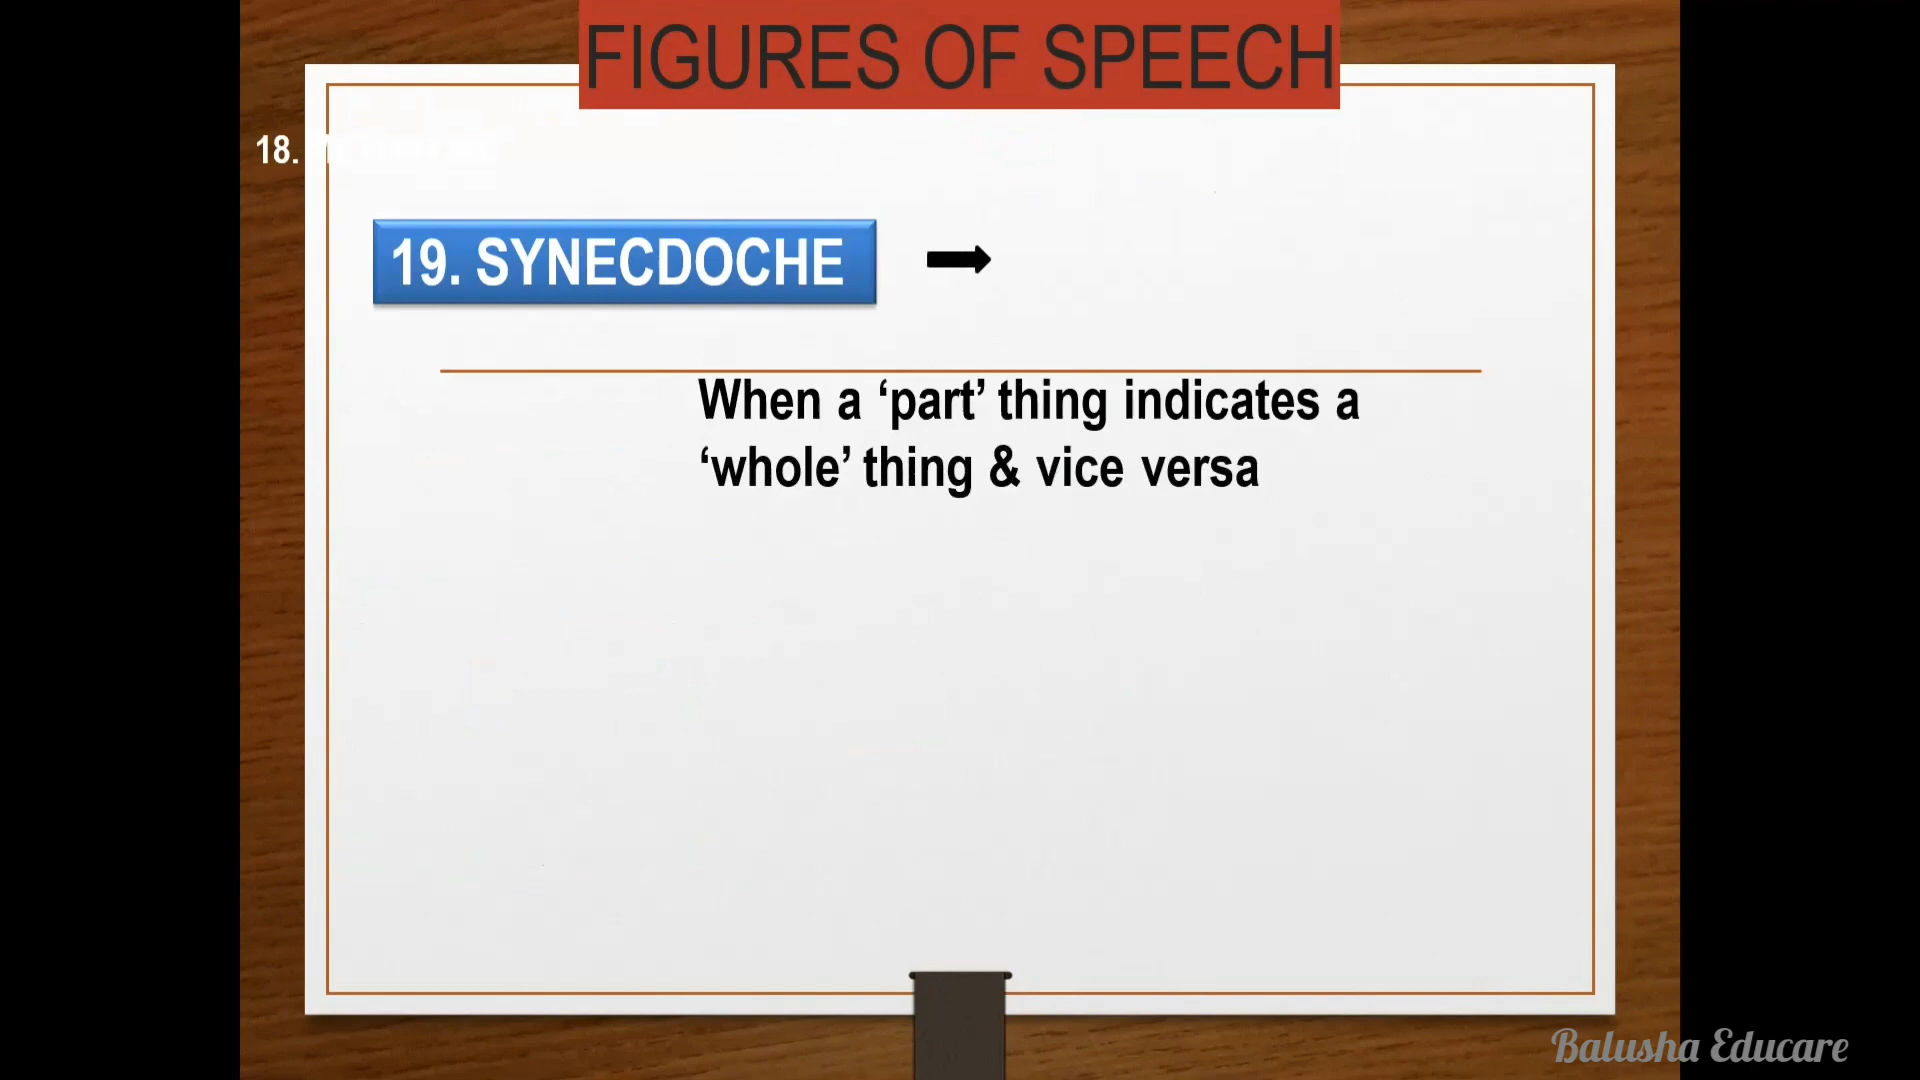 FIGURES OF SPEECH
18.
19. SYNECDOCHE
When a ‘part’ thing indicates a
‘whole’ thing & vice versa
Balusha Educare